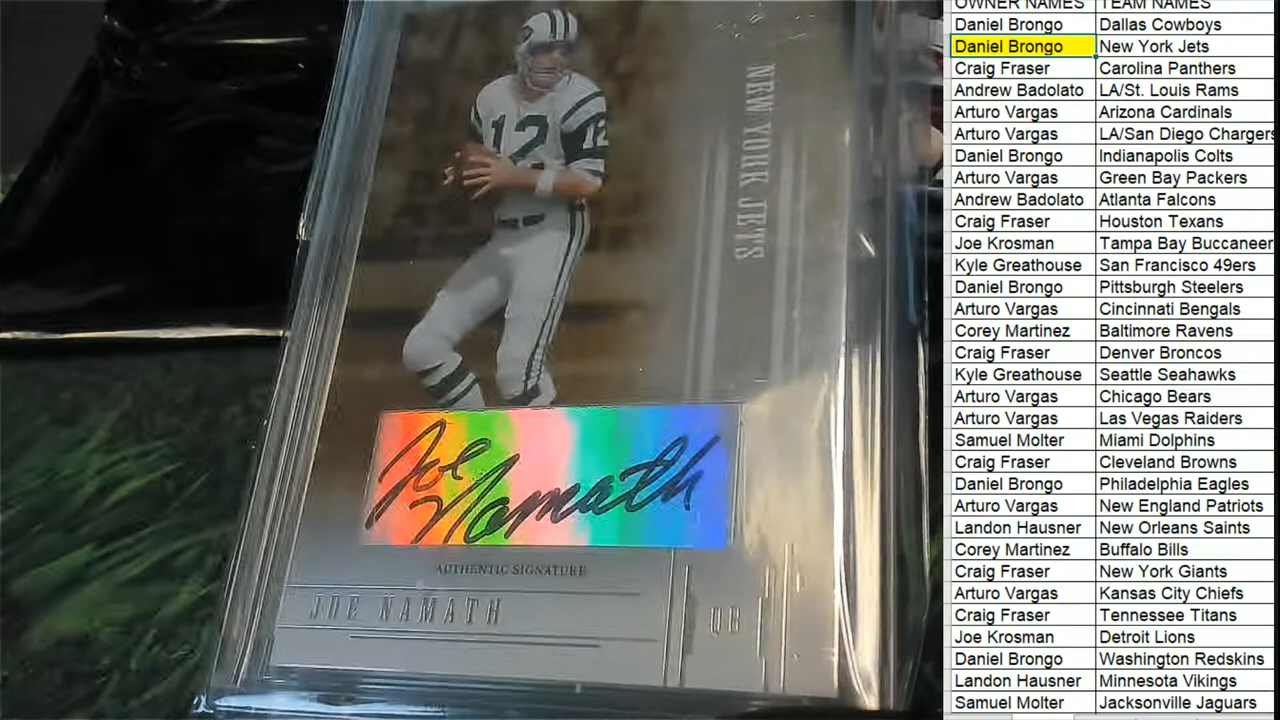 12
12
NEW YORK JETS
Joe
Namath
AUTHENTIC SIGNATURE
JOE NAMATH
QB
OWNER NAMES TEAM NAMES
Daniel Brongo Dallas Cowboys
Daniel Brongo New York Jets
Craig Fraser Carolina Panthers
Andrew Badolato LA/St. Louis Rams
Arturo Vargas Arizona Cardinals
Arturo Vargas LA/San Diego Chargers
Daniel Brongo Indianapolis Colts
Arturo Vargas Green Bay Packers
Andrew Badolato Atlanta Falcons
Craig Fraser Houston Texans
Joe Krosman Tampa Bay Buccaneer
Kyle Greathouse San Francisco 49ers
Daniel Brongo Pittsburgh Steelers
Arturo Vargas Cincinnati Bengals
Corey Martinez Baltimore Ravens
Craig Fraser Denver Broncos
Kyle Greathouse Seattle Seahawks
Arturo Vargas Chicago Bears
Arturo Vargas Las Vegas Raiders
Samuel Molter Miami Dolphins
Craig Fraser Cleveland Browns
Daniel Brongo Philadelphia Eagles
Arturo Vargas New England Patriots
Landon Hausner New Orleans Saints
Corey Martinez Buffalo Bills
Craig Fraser New York Giants
Arturo Vargas Kansas City Chiefs
Craig Fraser Tennessee Titans
Joe Krosman Detroit Lions
Daniel Brongo Washington Redskins
Landon Hausner Minnesota Vikings
Samuel Molter Jacksonville Jaguars